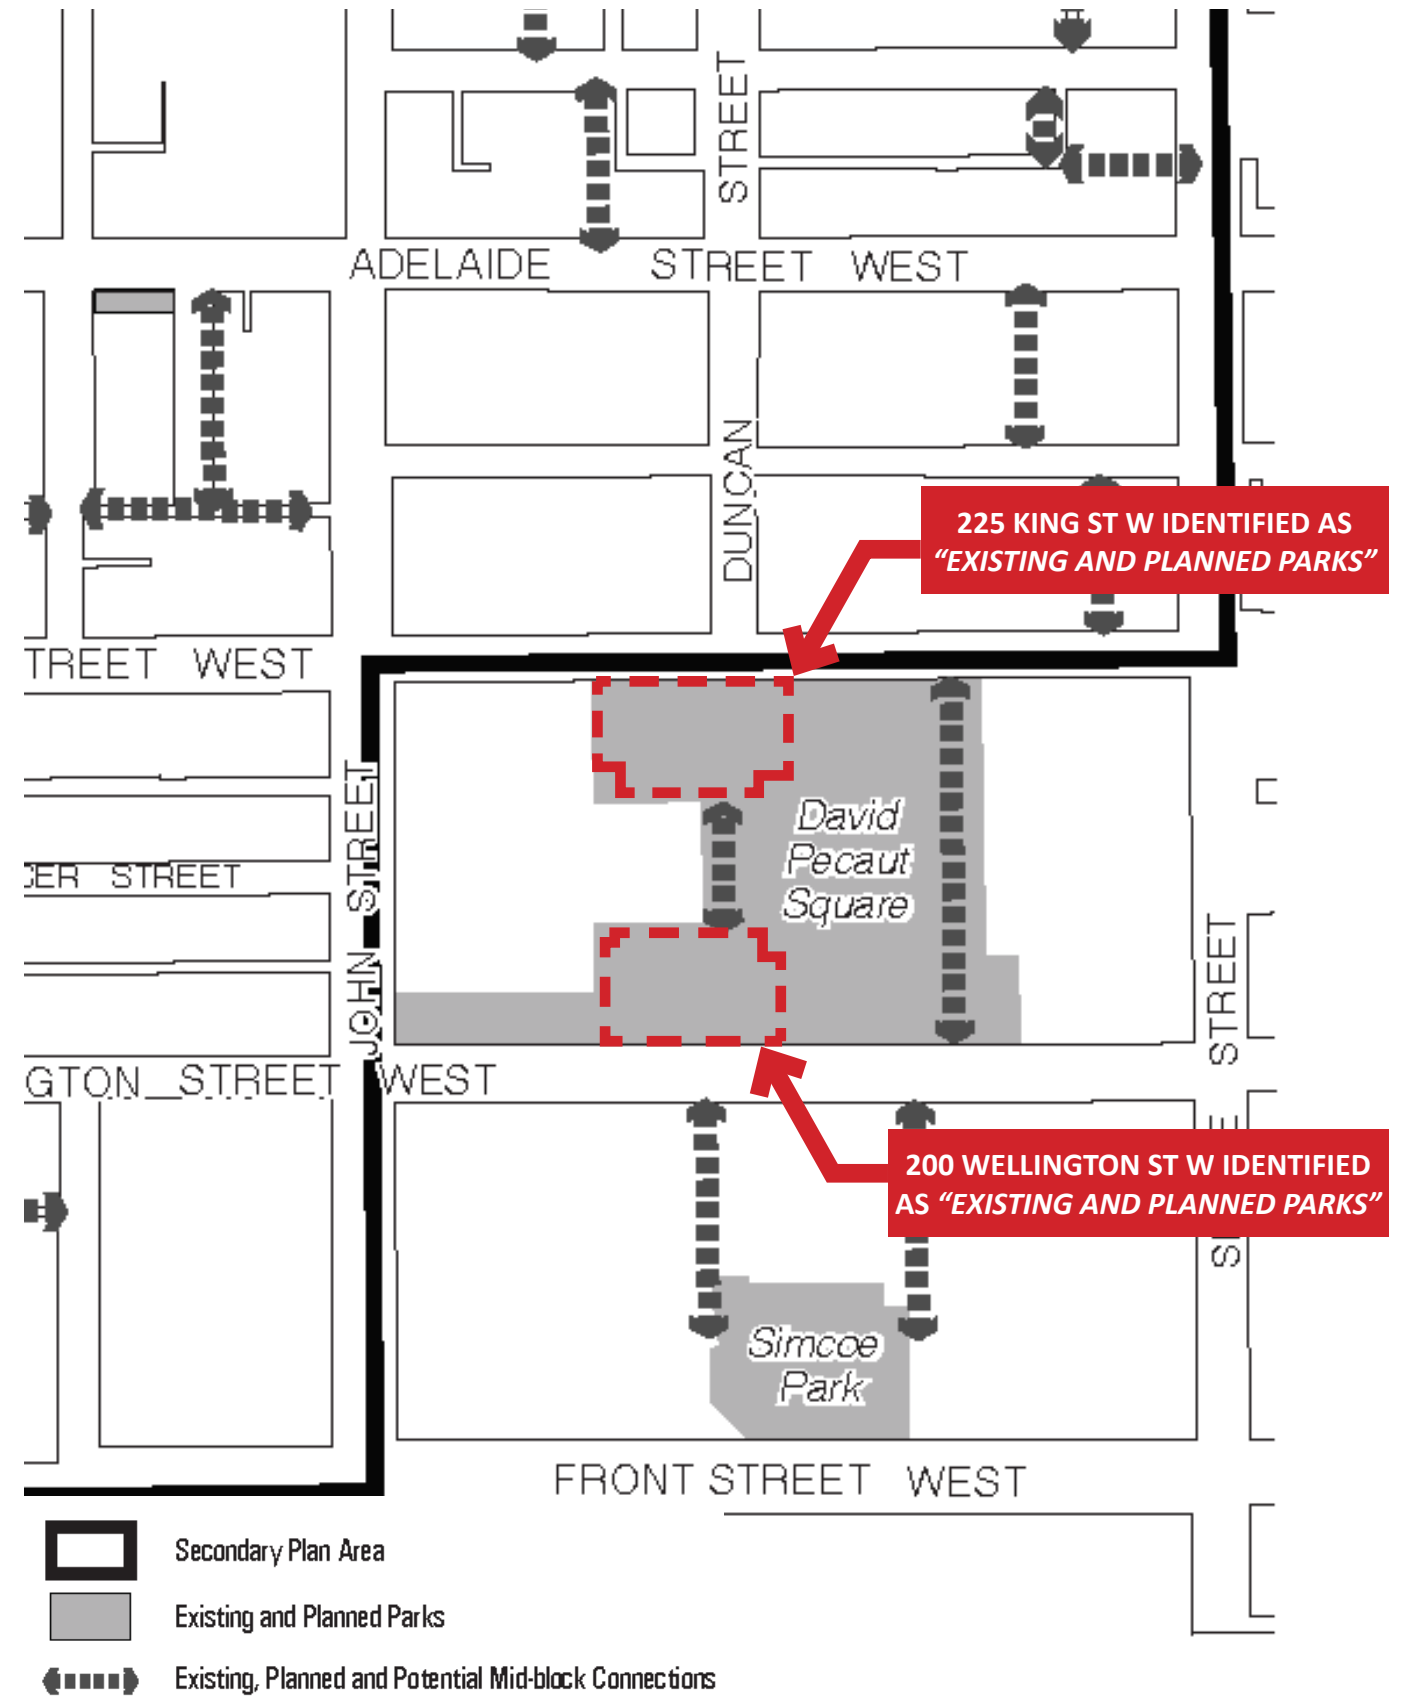 STREET
ADELAIDE STREET WEST
DUNCAN
225 KING ST W IDENTIFIED AS
“EXISTING AND PLANNED PARKS”
TREET WEST
David
Pecaut
Square
JOHN STREET
CER STREET
STREET
GTON STREET WEST
200 WELLINGTON ST W IDENTIFIED
AS “EXISTING AND PLANNED PARKS”
Simcoe
Park
FRONT STREET WEST
Secondary Plan Area
Existing and Planned Parks
Existing, Planned and Potential Mid-block Connections